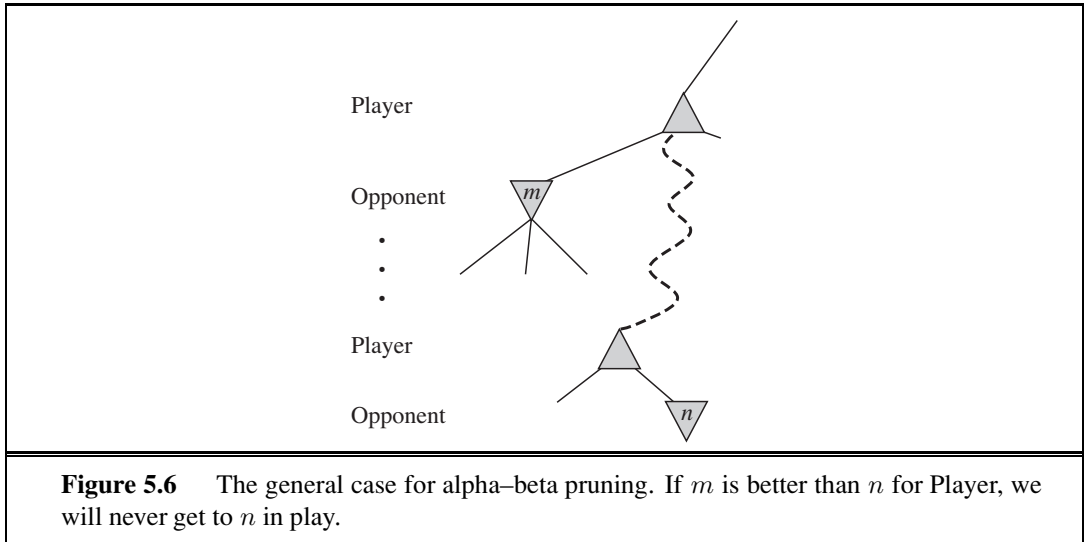 Player
Opponent
m
Player
Opponent
n
Figure 5.6 The general case for alpha–beta pruning. If m is better than n for Player, we
will never get to n in play.